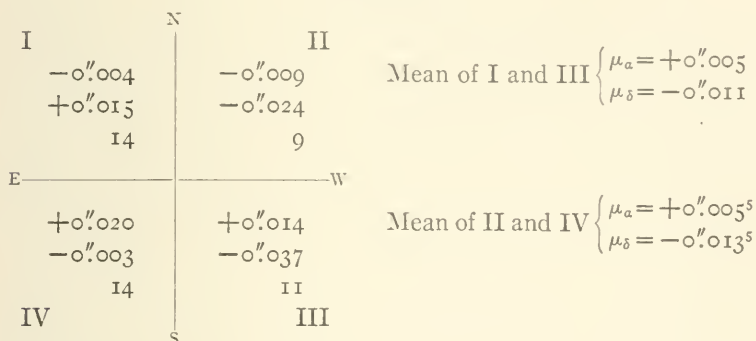 N
I II
−0″.004 −0″.009 Mean of I and III { μα = +0″.005
+0″.015 −0″.024 μδ = −0″.011
14 9
E W
+0″.020 +0″.014 Mean of II and IV { μα = +0″.005⁵
−0″.003 −0″.037 μδ = −0″.013⁵
14 11
IV III
S